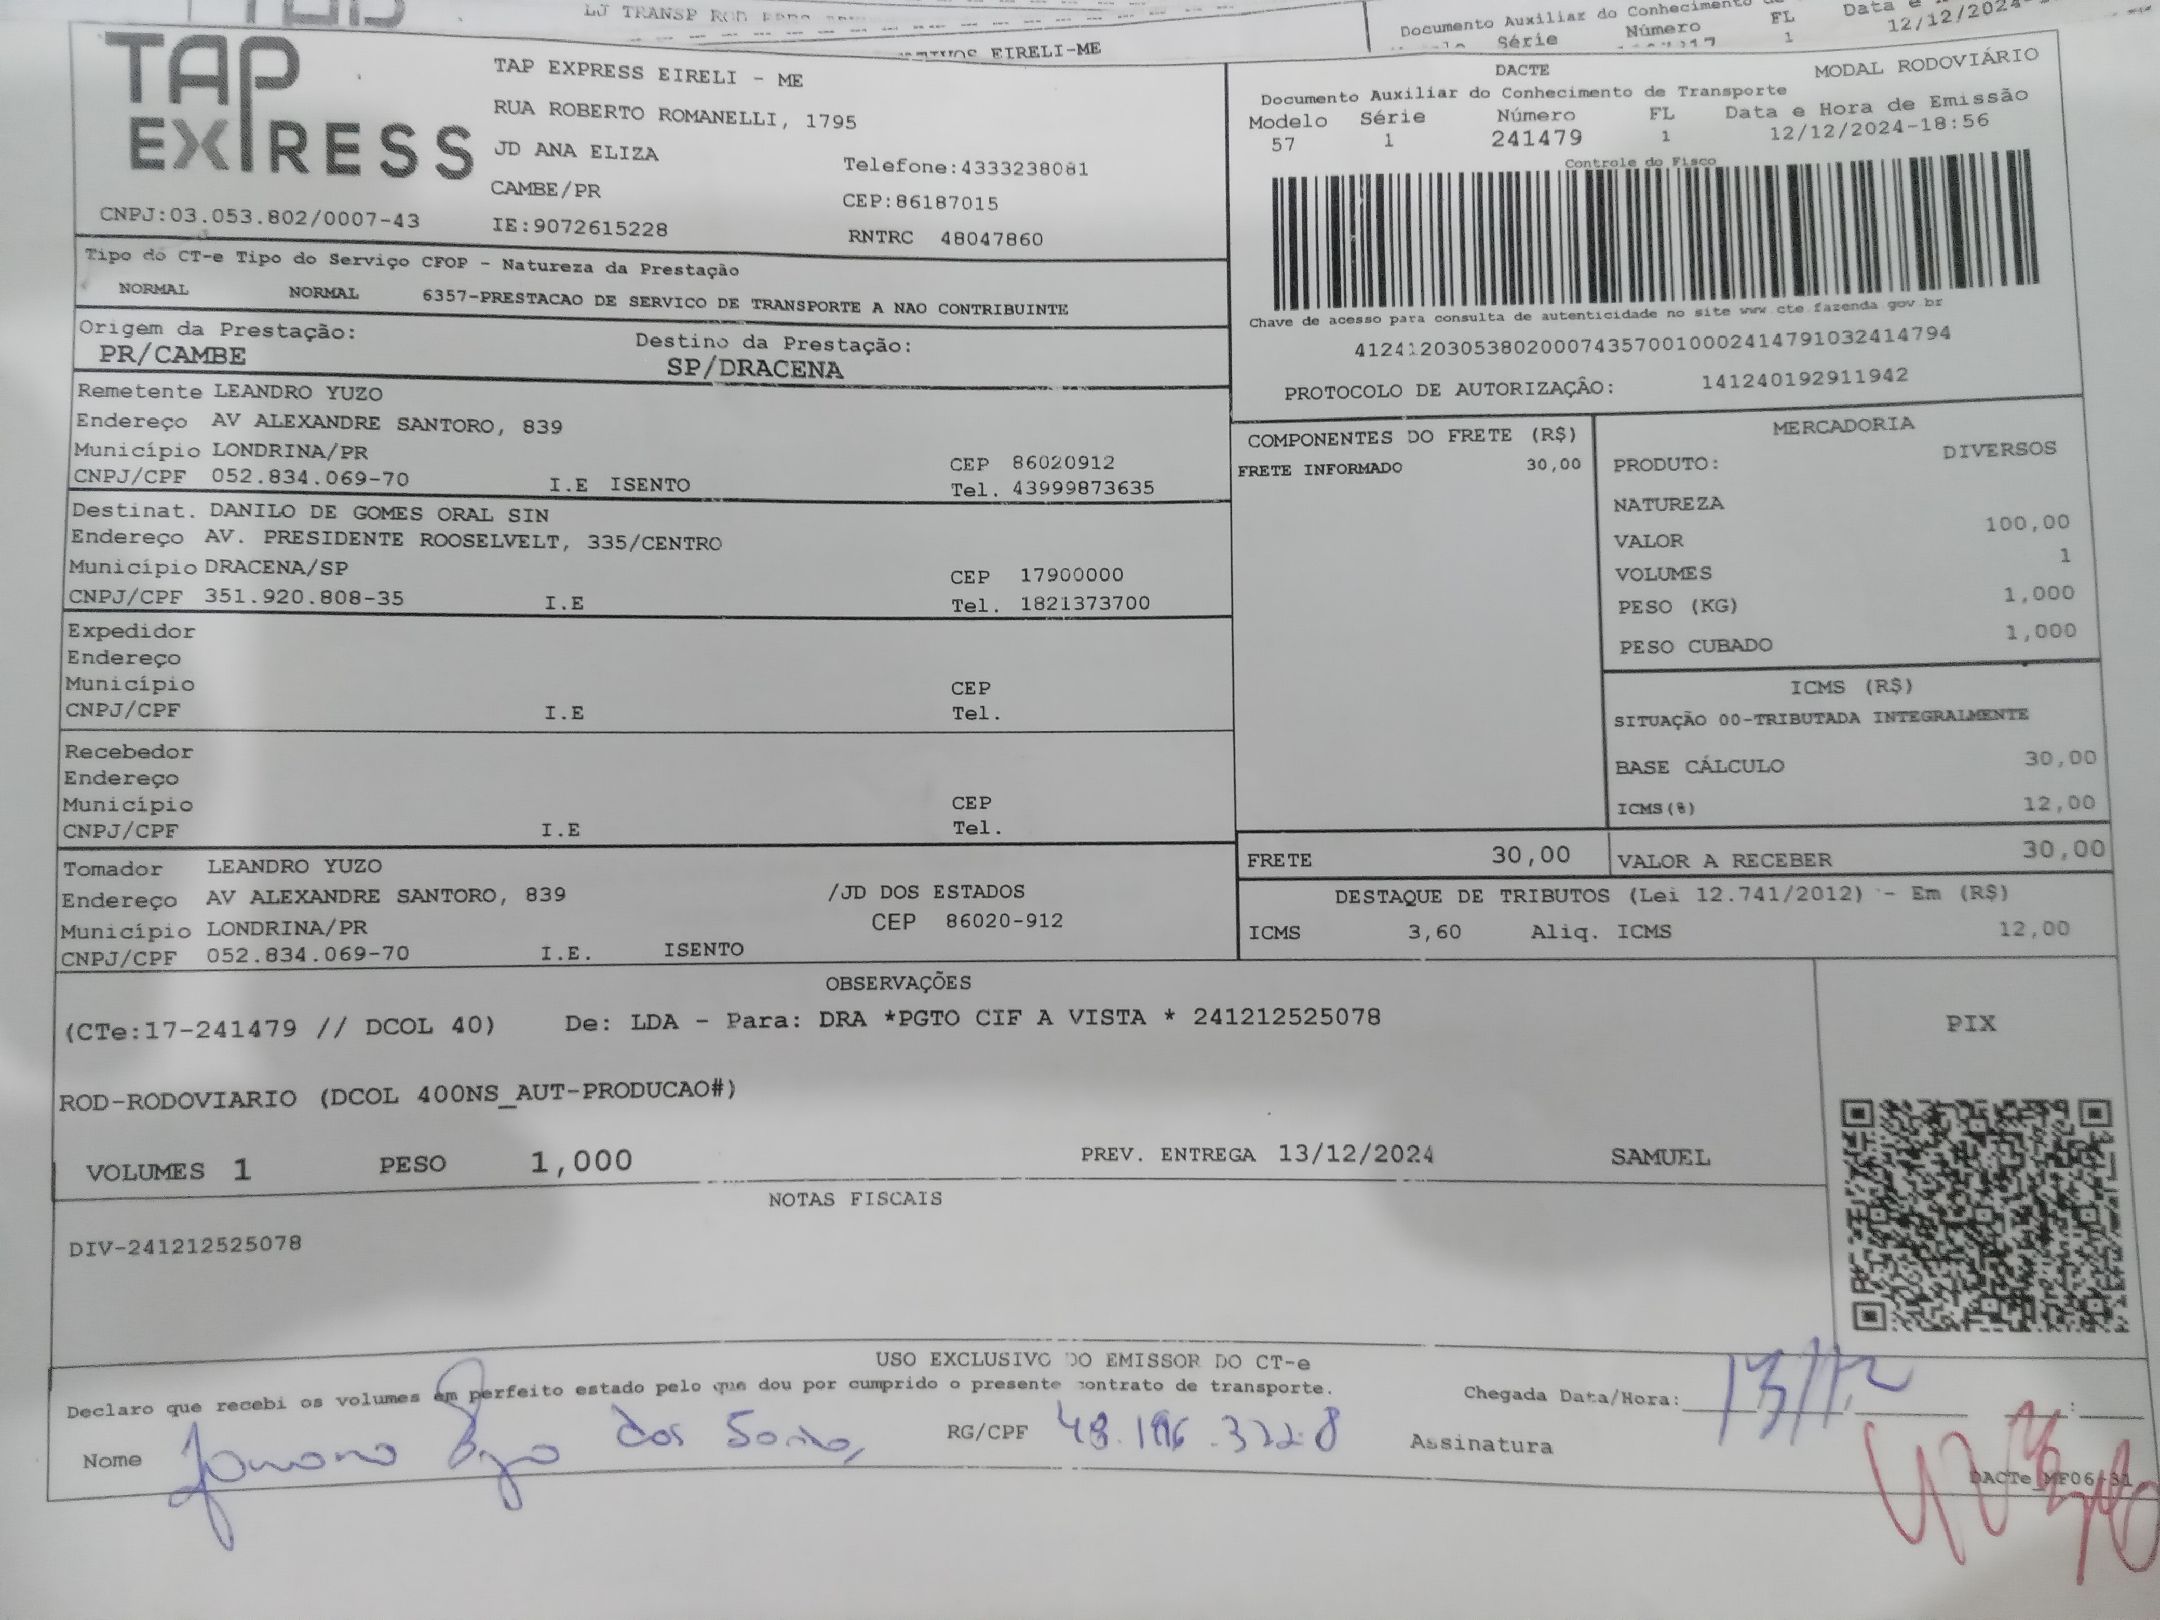 LJ TRANSP ROD
EIRELI-ME
Documento Auxiliar do Conhecimento
Série Número FL
1 12/12/2024
TAP EXPRESS
CNPJ:03.053.802/0007-43
TAP EXPRESS EIRELI - ME
RUA ROBERTO ROMANELLI, 1795
JD ANA ELIZA
Telefone:4333238081
CAMBE/PR
CEP:86187015
IE:9072615228
RNTRC 48047860
DACTE
MODAL RODOVIÁRIO
Documento Auxiliar do Conhecimento de Transporte
Modelo Série Número FL Data e Hora de Emissão
57 1 241479 1 12/12/2024-18:56
Controle do Fisco
Chave de acesso para consulta de autenticidade no site www.cte.fazenda.gov.br
41241203053802000743570010002414791032414794
PROTOCOLO DE AUTORIZAÇÂO: 141240192911942
Tipo do CT-e Tipo do Serviço CFOP - Natureza da Prestação
NORMAL NORMAL 6357-PRESTACAO DE SERVICO DE TRANSPORTE A NAO CONTRIBUINTE
Origem da Prestação: Destino da Prestação:
PR/CAMBE SP/DRACENA
Remetente LEANDRO YUZO
Endereço AV ALEXANDRE SANTORO, 839
Município LONDRINA/PR CEP 86020912
CNPJ/CPF 052.834.069-70 I.E ISENTO Tel. 43999873635
Destinat. DANILO DE GOMES ORAL SIN
Endereço AV. PRESIDENTE ROOSELVELT, 335/CENTRO
Município DRACENA/SP CEP 17900000
CNPJ/CPF 351.920.808-35 I.E Tel. 1821373700
Expedidor
Endereço
Município CEP
CNPJ/CPF I.E Tel.
Recebedor
Endereço
Município CEP
CNPJ/CPF I.E Tel.
Tomador LEANDRO YUZO
Endereço AV ALEXANDRE SANTORO, 839 /JD DOS ESTADOS
Município LONDRINA/PR CEP 86020-912
CNPJ/CPF 052.834.069-70 I.E. ISENTO
COMPONENTES DO FRETE (R$)
FRETE INFORMADO 30,00
MERCADORIA
PRODUTO: DIVERSOS
NATUREZA
VALOR 100,00
VOLUMES 1
PESO (KG) 1,000
PESO CUBADO 1,000
ICMS (R$)
SITUAÇÃO 00-TRIBUTADA INTEGRALMENTE
BASE CÁLCULO 30,00
ICMS(%) 12,00
FRETE 30,00 VALOR A RECEBER 30,00
DESTAQUE DE TRIBUTOS (Lei 12.741/2012) - Em (R$)
ICMS 3,60 Aliq. ICMS 12,00
OBSERVAÇÕES
(CTe:17-241479 // DCOL 40) De: LDA - Para: DRA *PGTO CIF A VISTA * 241212525078
ROD-RODOVIARIO (DCOL 400NS_AUT-PRODUCAO#)
VOLUMES 1 PESO 1,000 PREV. ENTREGA 13/12/2024 SAMUEL
PIX
NOTAS FISCAIS
DIV-241212525078
USO EXCLUSIVO DO EMISSOR DO CT-e
Declaro que recebi os volumes em perfeito estado pelo que dou por cumprido o presente contrato de transporte.
Chegada Data/Hora: 13/12 :
Nome dos RG/CPF Assinatura
DACTe_MF06-31